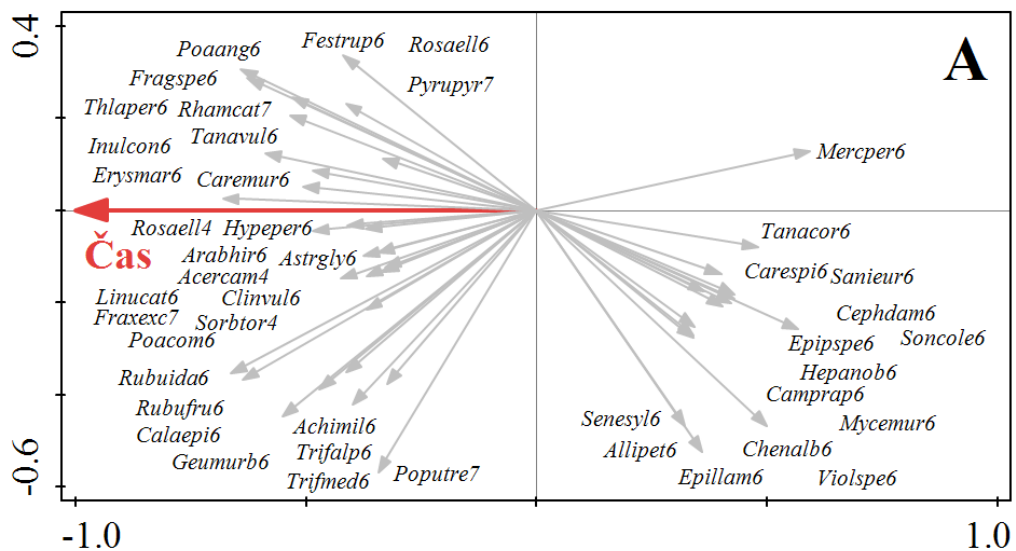 0.4
A
Festrup6
Rosaell6
Poaang6
Fragspe6
Pyrupyr7
Thlaper6
Rhamcat7
Tanavul6
Inulcon6
Mercper6
Erysmar6
Caremur6
Rosaell4
Hypeper6
Tanacor6
Čas
Arabhir6
Astrgly6
Acercam4
Carespi6
Sanieur6
Linucat6
Clinvul6
Fraxexc7
Sorbtor4
Cephdam6
Poacom6
Epipspe6
Soncole6
Rubuida6
Hepanob6
Camprap6
Rubufru6
Achimil6
Senesyl6
Mycemur6
Calaepi6
Trifalp6
Allipet6
Chenalb6
Geumurb6
Trifmed6
Poputre7
Epillam6
Violspe6
-0.6
-1.0
1.0